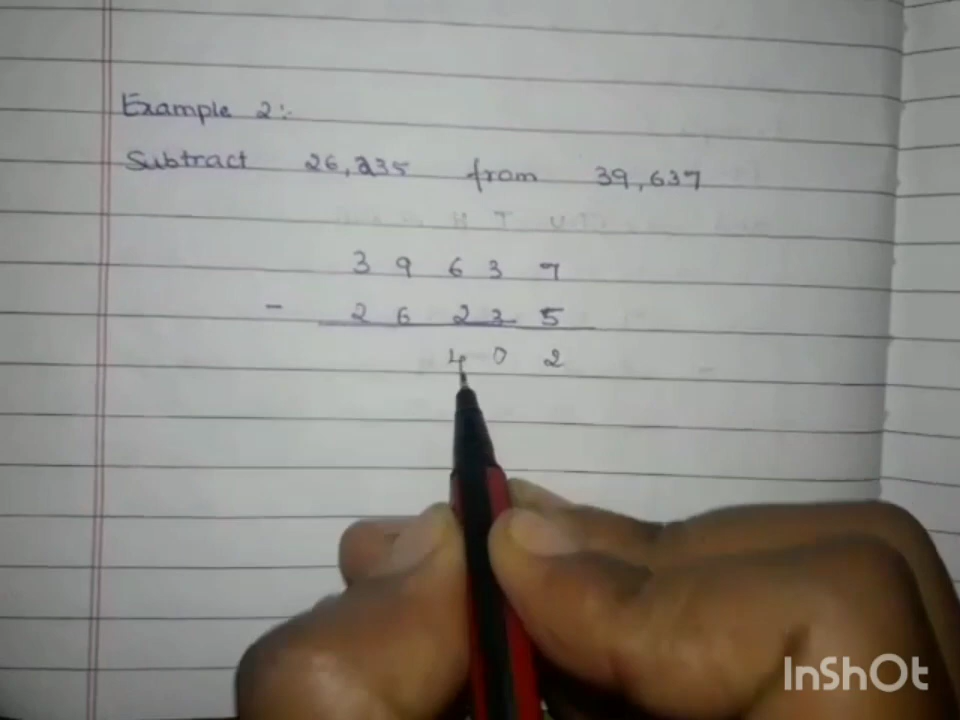 Example 2:-
Subtract 26,235 from 39,637
H T U
3 9 6 3 7
- 2 6 2 3 5
4 0 2
InShOt